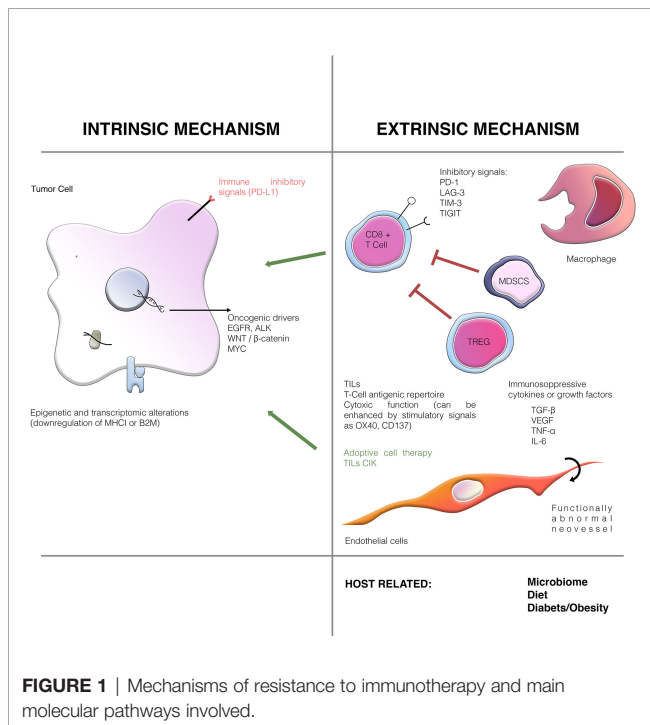 INTRINSIC MECHANISM
EXTRINSIC MECHANISM
Tumor Cell
Immune inhibitory
signals (PD-L1)
Oncogenic drivers
EGFR, ALK
WNT / β-catenin
MYC
Epigenetic and transcriptomic alterations
(downregulation of MHCI or B2M)
Inhibitory signals:
PD-1
LAG-3
TIM-3
TIGIT
CD8 +
T Cell
Macrophage
MDSCS
TREG
TILs
T-Cell antigenic repertoire
Cytoxic function (can be
enhanced by stimulatory signals
as OX40, CD137)
Immunosoppressive
cytokines or growth factors
TGF-β
VEGF
TNF-α
IL-6
Adoptive cell therapy
TILs CIK
Functionally
abnormal
neovessel
Endothelial cells
HOST RELATED:
Microbiome
Diet
Diabets/Obesity
FIGURE 1 | Mechanisms of resistance to immunotherapy and main
molecular pathways involved.